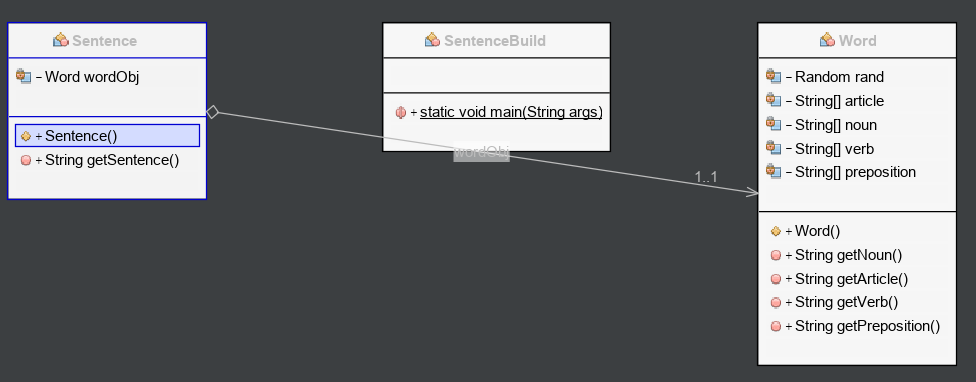 Sentence
– Word wordObj
+ Sentence()
+ String getSentence()
SentenceBuild
+ static void main(String args)
wordObj
1..1
Word
– Random rand
– String[] article
– String[] noun
– String[] verb
– String[] preposition
+ Word()
+ String getNoun()
+ String getArticle()
+ String getVerb()
+ String getPreposition()